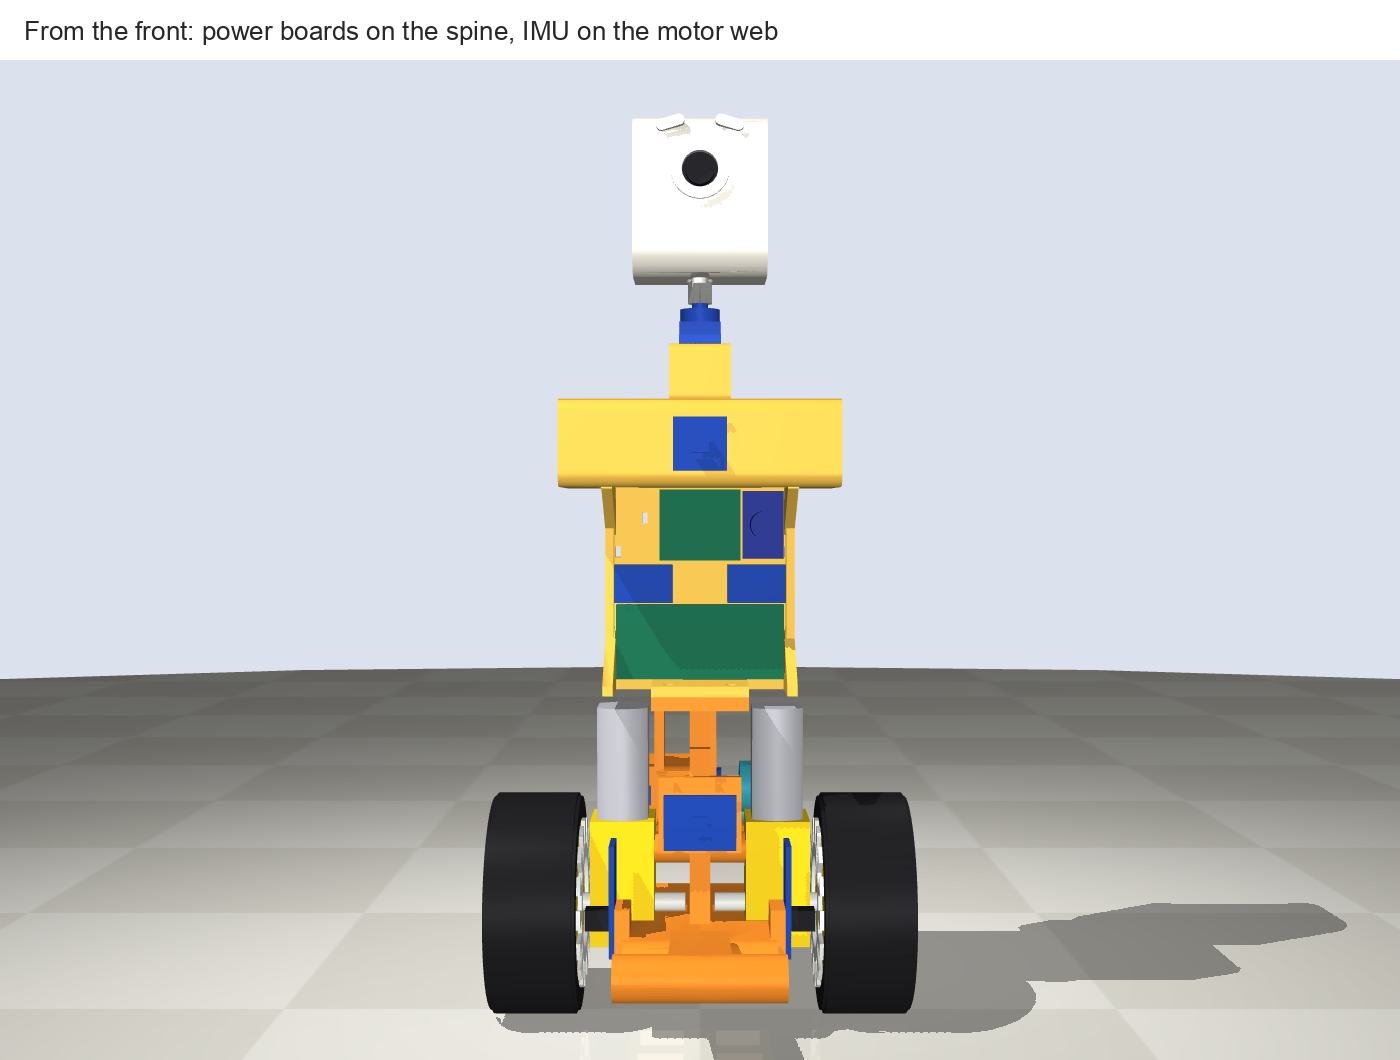 From the front: power boards on the spine, IMU on the motor web